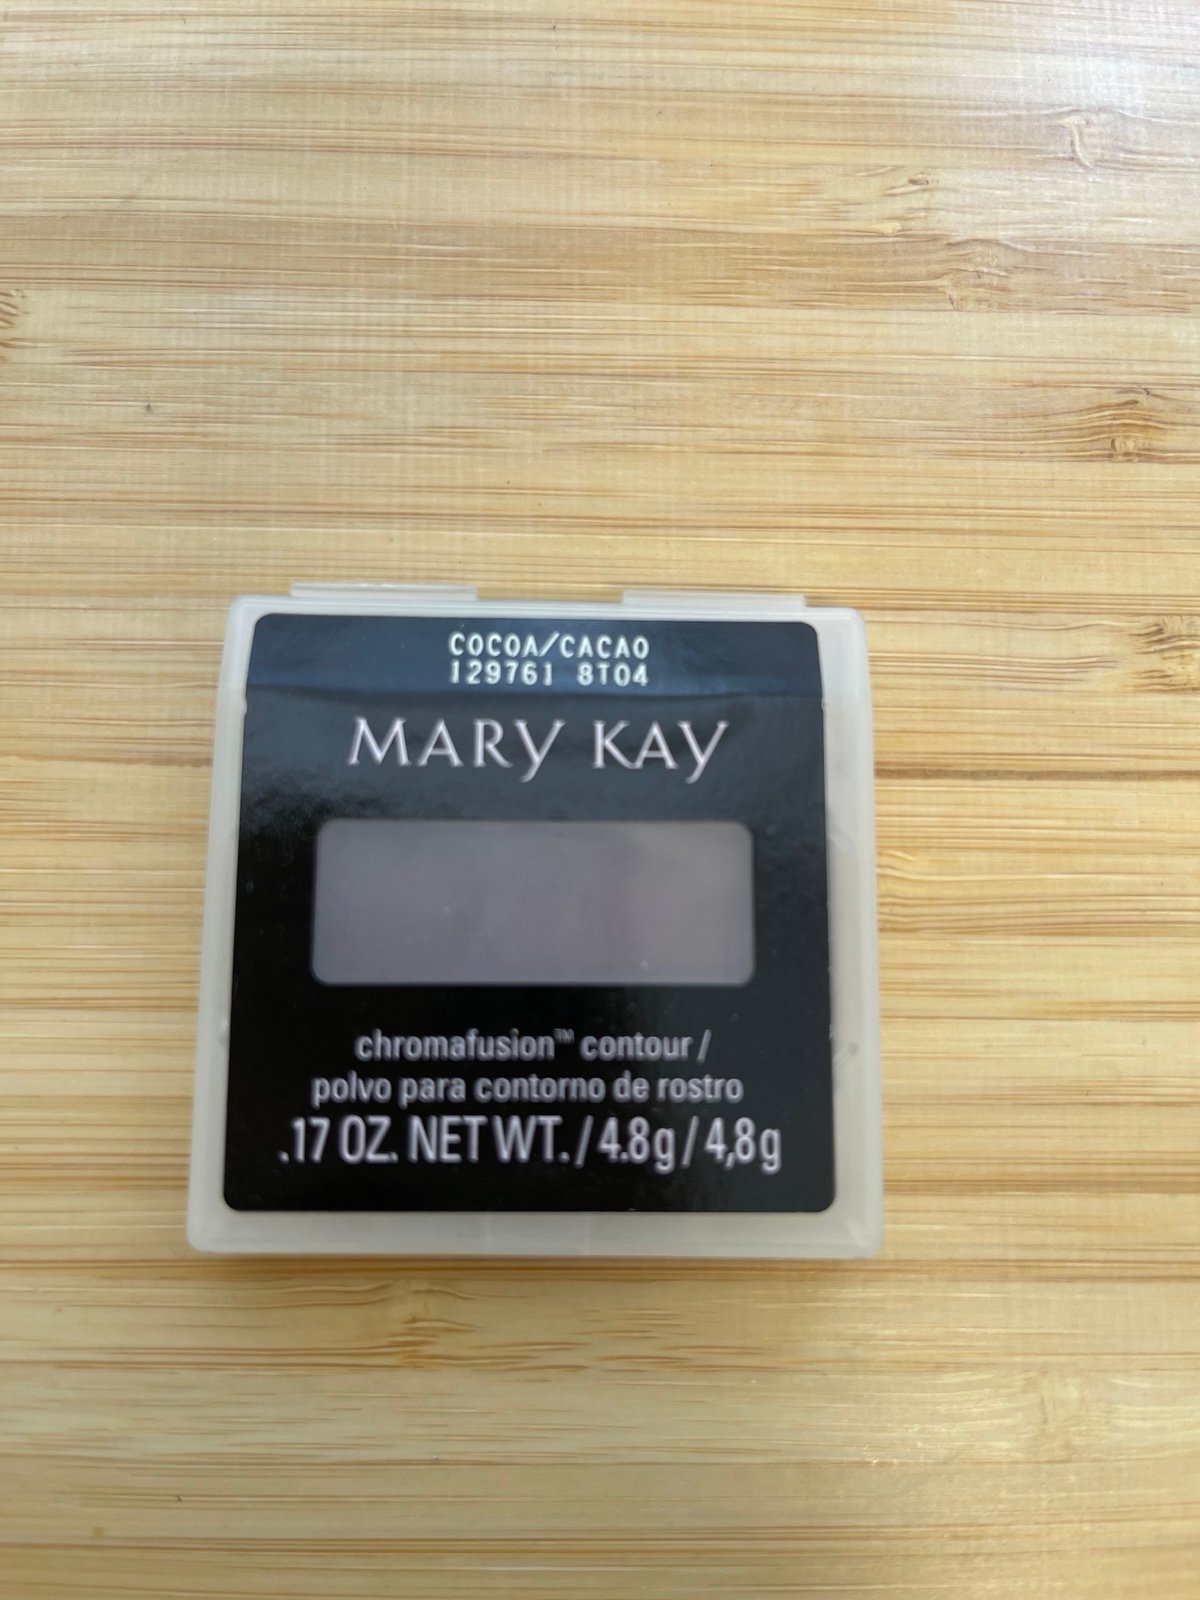 COCOA/CACAO
129761 8T04
MARY KAY
chromafusion™ contour /
polvo para contorno de rostro
.17 OZ. NET WT. / 4.8g / 4,8g